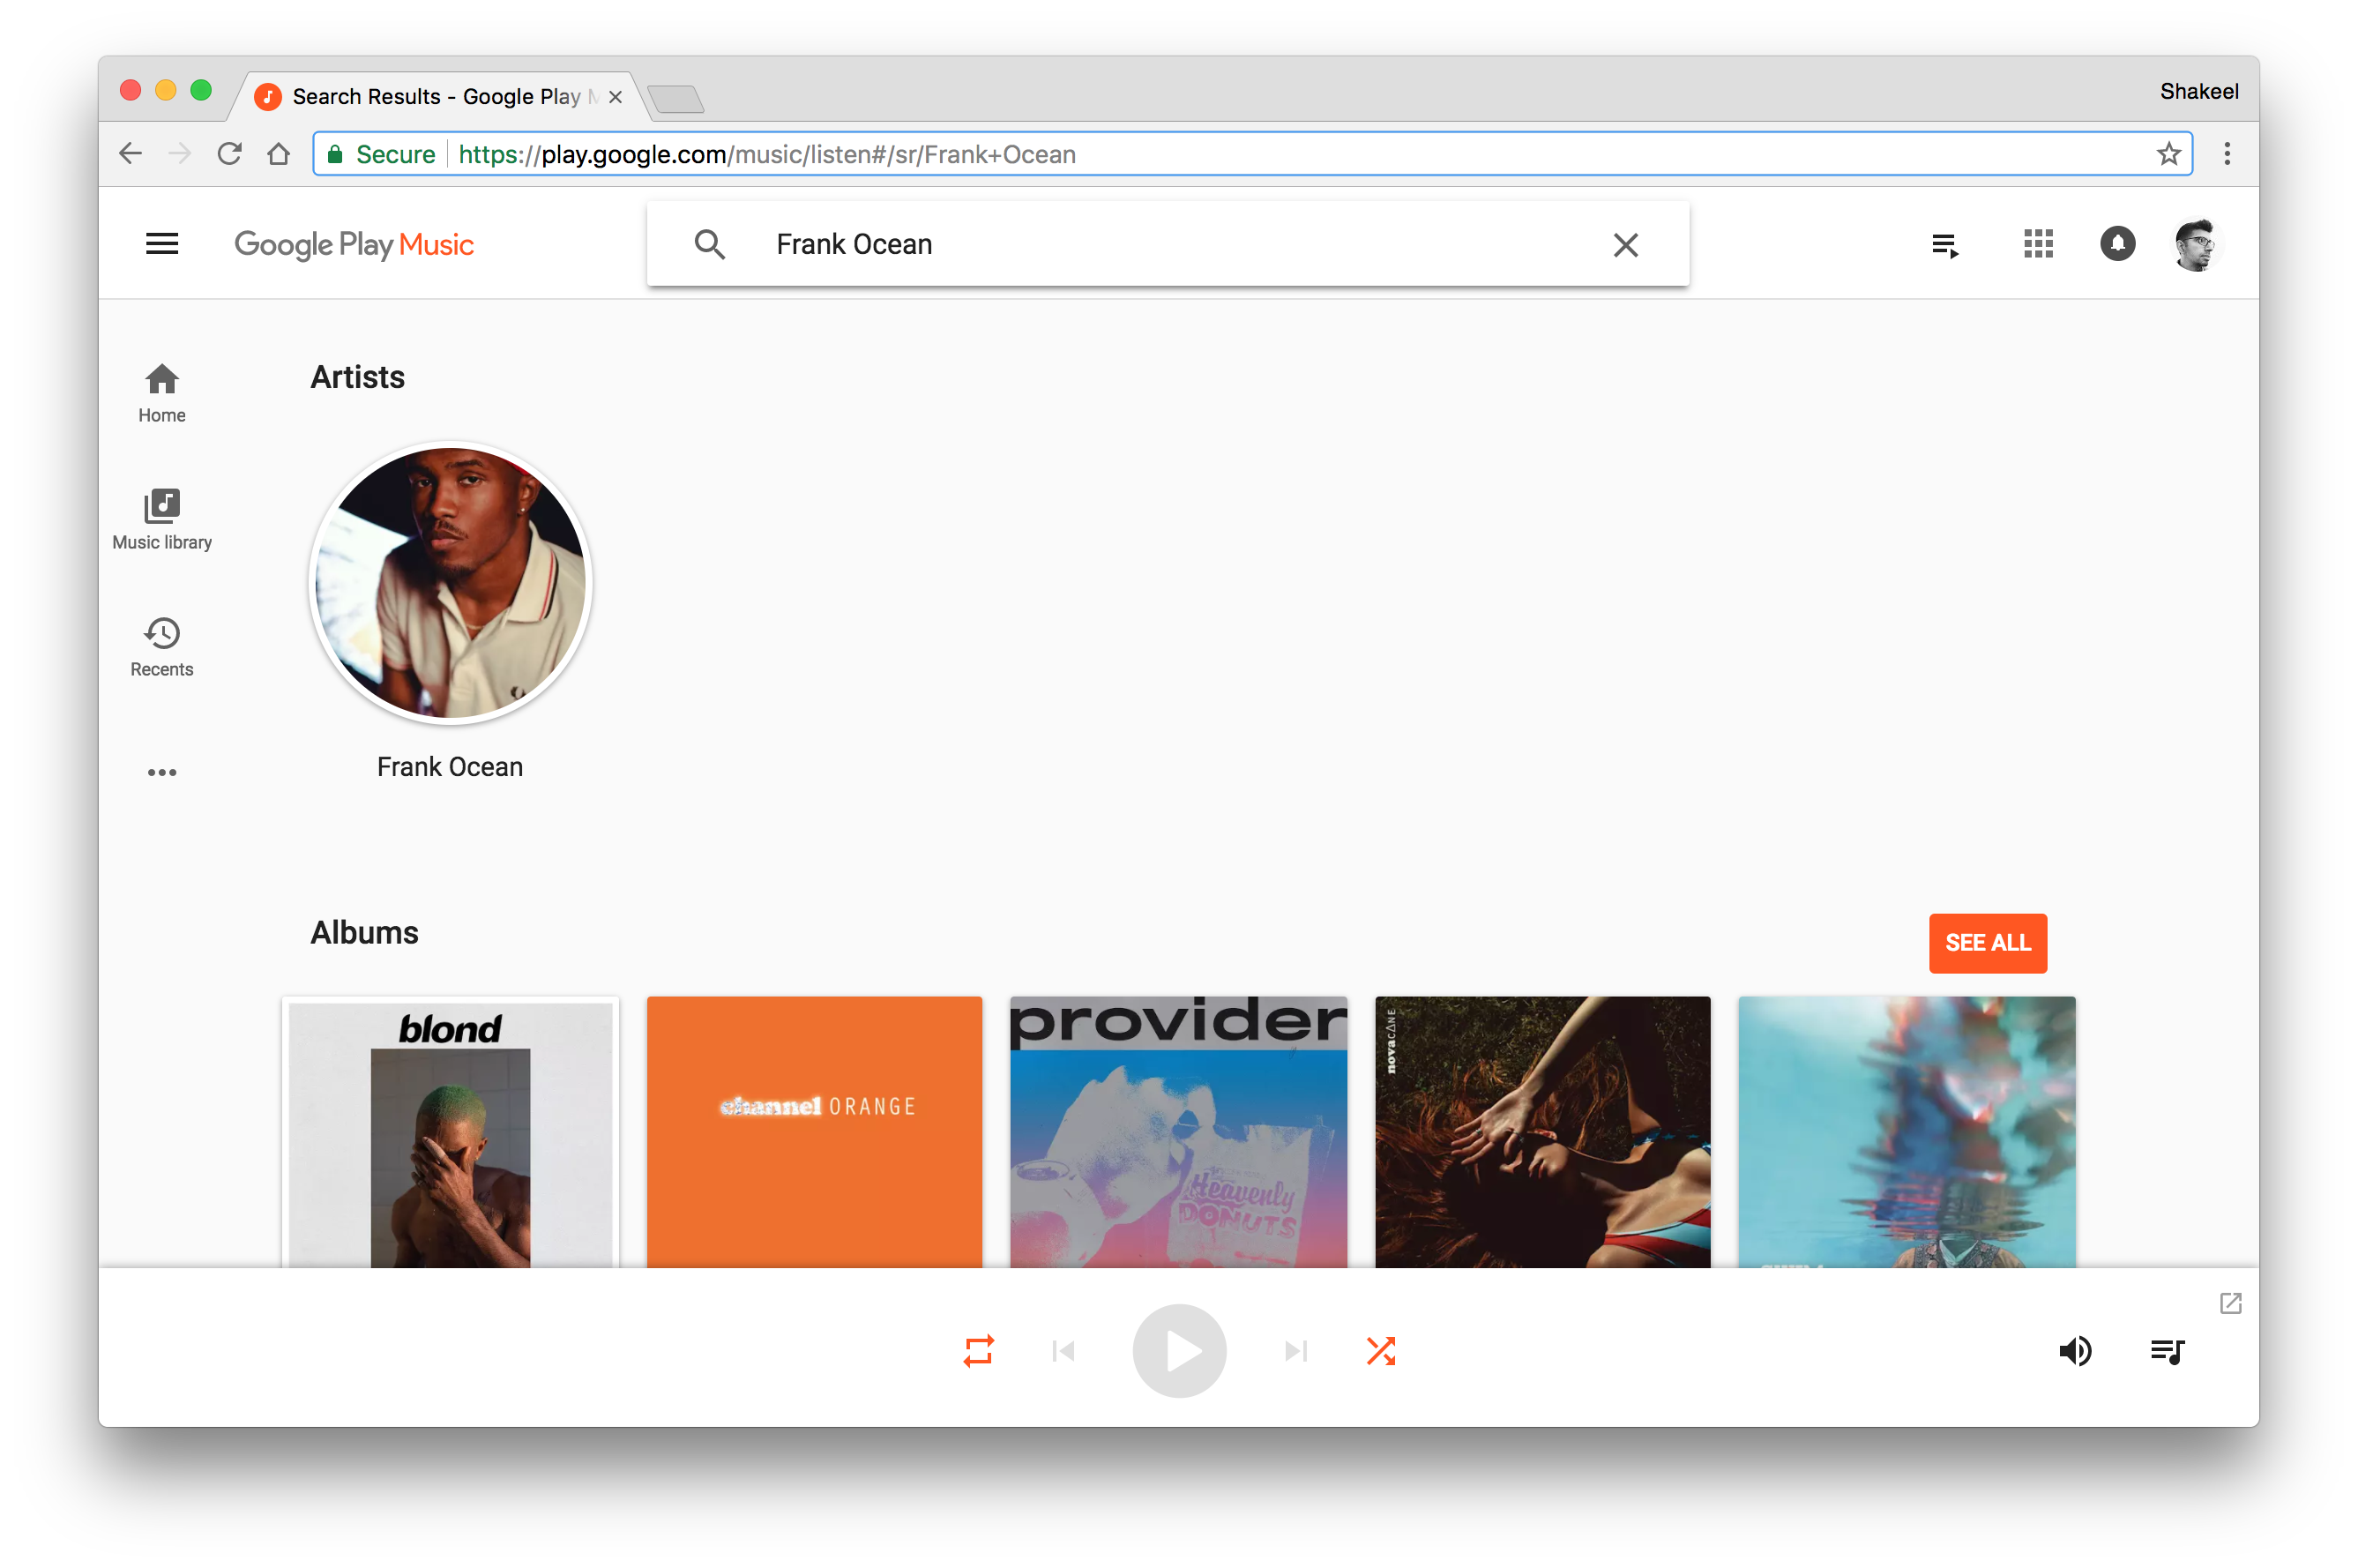 Search Results - Google Play
Shakeel
Secure https://play.google.com/music/listen#/sr/Frank+Ocean
Google Play Music
Frank Ocean
Artists
Home
Music library
Recents
Frank Ocean
Albums
SEE ALL
blond
channel ORANGE
provider
Heavenly
DONUTS
novacane